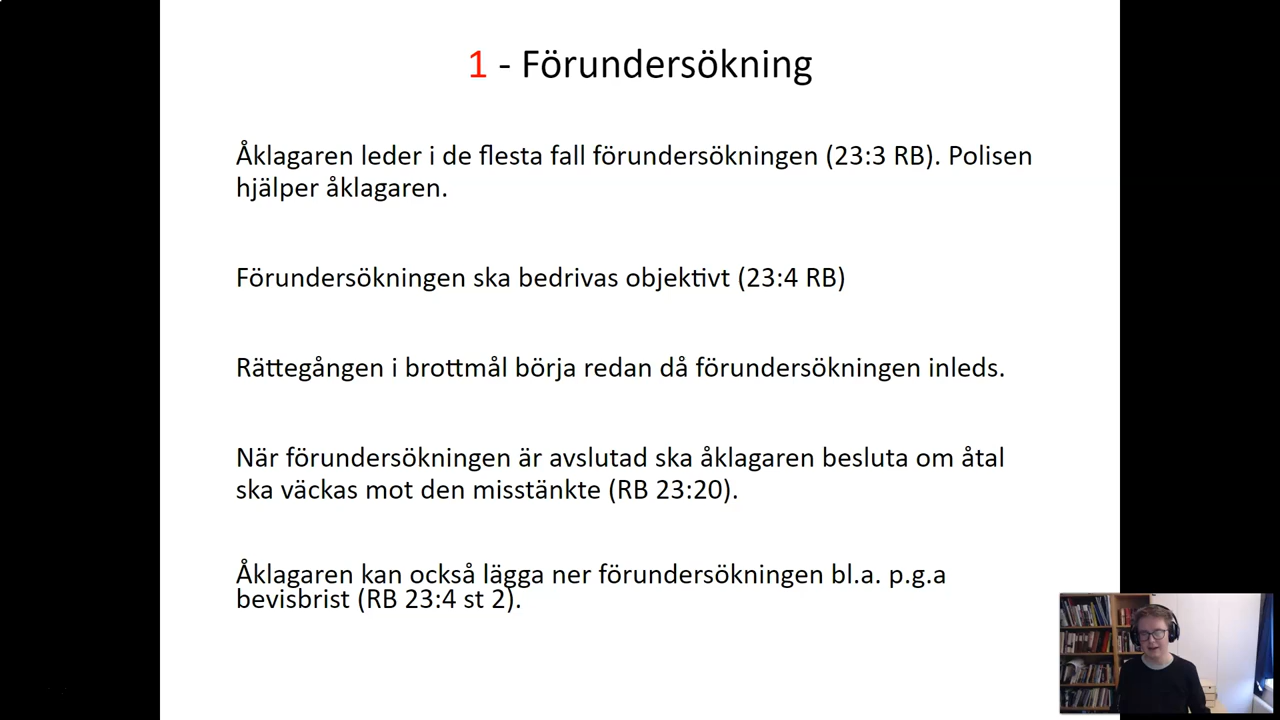 1 - Förundersökning
Åklagaren leder i de flesta fall förundersökningen (23:3 RB). Polisen
hjälper åklagaren.
Förundersökningen ska bedrivas objektivt (23:4 RB)
Rättegången i brottmål börja redan då förundersökningen inleds.
När förundersökningen är avslutad ska åklagaren besluta om åtal
ska väckas mot den misstänkte (RB 23:20).
Åklagaren kan också lägga ner förundersökningen bl.a. p.g.a
bevisbrist (RB 23:4 st 2).